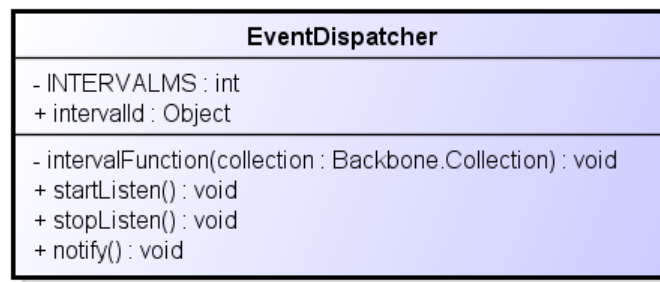 EventDispatcher
- INTERVALMS : int
+ intervalId : Object
- intervalFunction(collection : Backbone.Collection) : void
+ startListen() : void
+ stopListen() : void
+ notify() : void